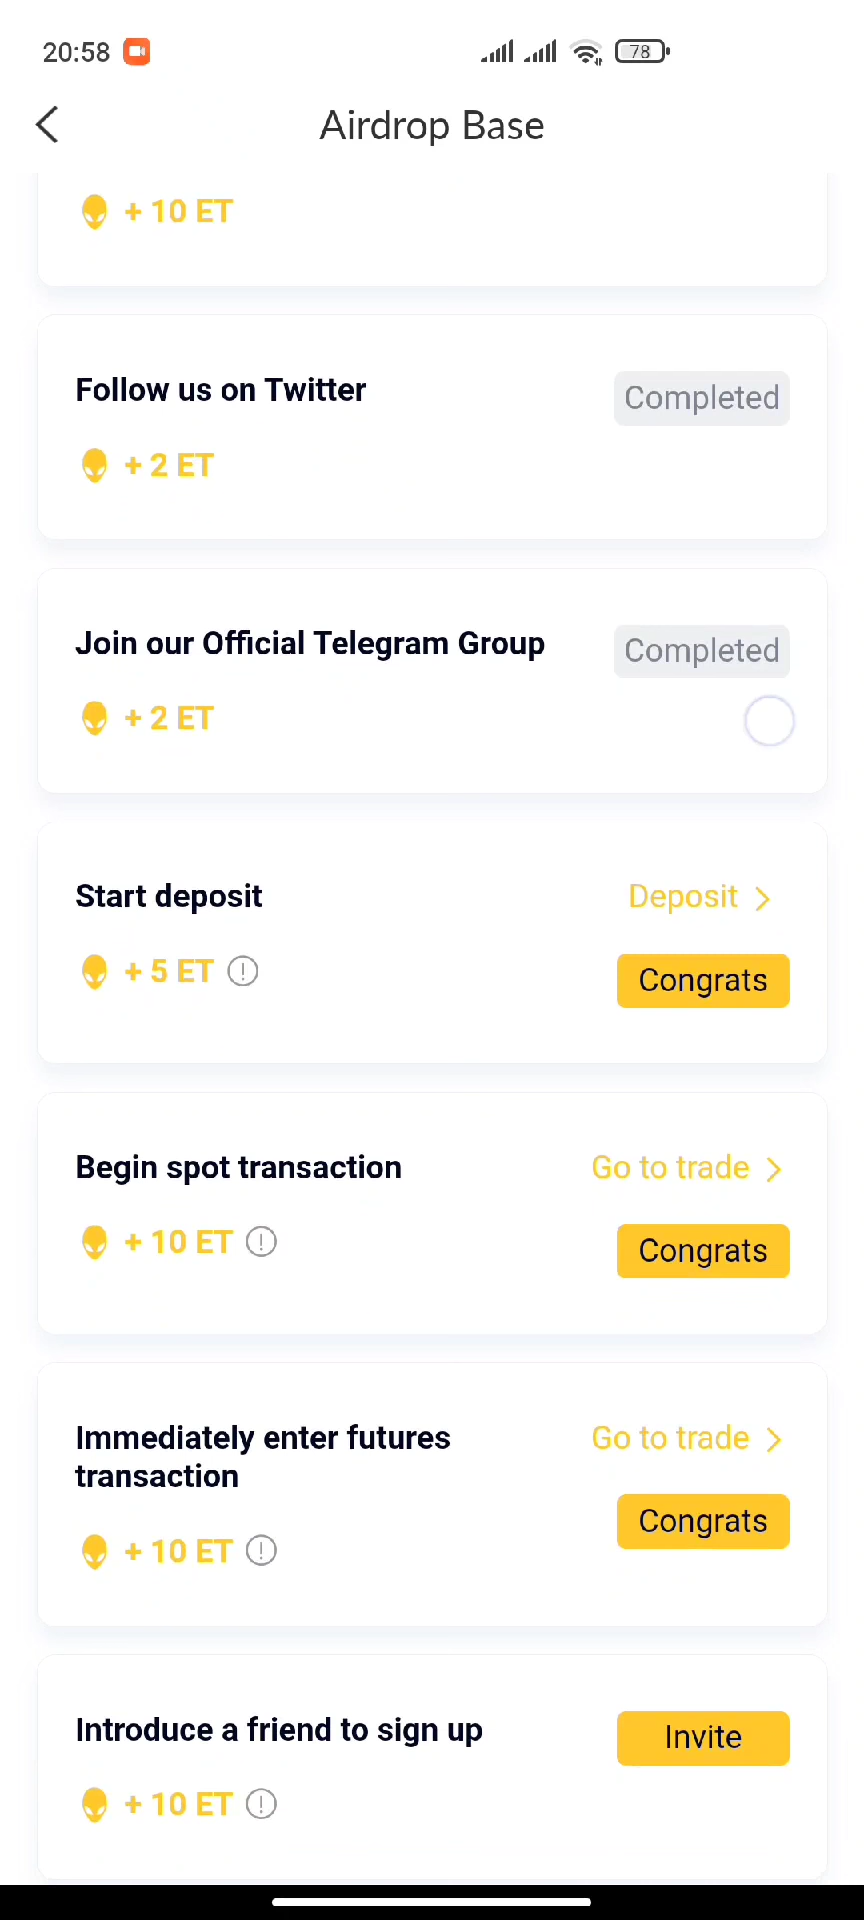 20:58
78
Airdrop Base
+ 10 ET
Follow us on Twitter
Completed
+ 2 ET
Join our Official Telegram Group
Completed
+ 2 ET
Start deposit
Deposit
+ 5 ET
Congrats
Begin spot transaction
Go to trade
+ 10 ET
Congrats
Immediately enter futures
transaction
Go to trade
Congrats
+ 10 ET
Introduce a friend to sign up
Invite
+ 10 ET